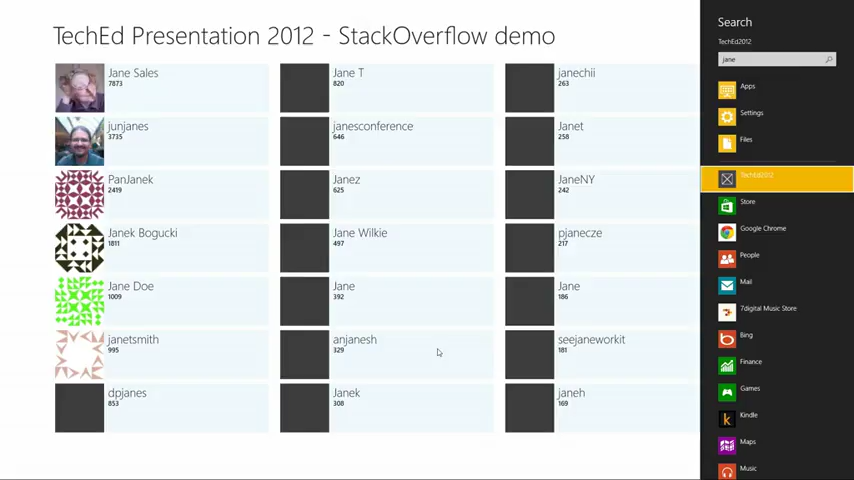 TechEd Presentation 2012 - StackOverflow demo
Jane Sales
7873
junjanes
3735
PanJanek
2419
Janek Bogucki
1811
Jane Doe
1009
janetsmith
995
dpjanes
853
Jane T
820
janesconference
646
Janez
625
Jane Wilkie
497
Jane
392
anjanesh
329
Janek
308
janechii
263
Janet
258
JaneNY
242
pjanecze
217
Jane
186
seejaneworkit
181
janeh
169
Search
TechEd2012
jane
Apps
Settings
Files
TechEd2012
Store
Google Chrome
People
Mail
7digital Music Store
Bing
Finance
Games
Kindle
Maps
Music